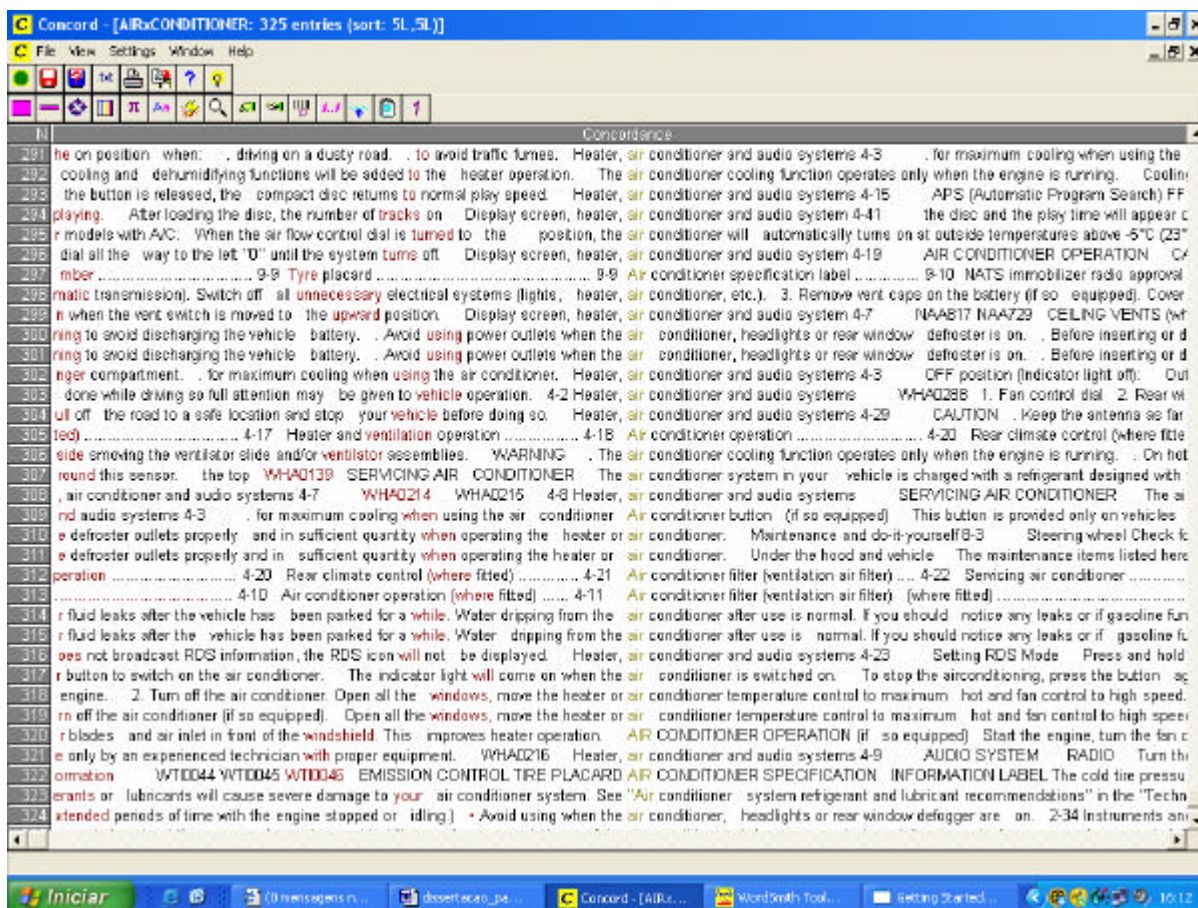 Concord - [AIRxCONDITIONER: 325 entries (sort: 5L,5L)]
File View Settings Window Help
txt
π Aa
N Concordance
291 he on position when: . driving on a dusty road. . to avoid traffic fumes. Heater, air conditioner and audio systems 4-3 . for maximum cooling when using the
292 cooling and dehumidifying functions will be added to the heater operation. The air conditioner cooling function operates only when the engine is running. Cooling
293 the button is released, the compact disc returns to normal play speed. Heater, air conditioner and audio systems 4-15 APS (Automatic Program Search) FF
294 playing. After loading the disc, the number of tracks on Display screen, heater, air conditioner and audio system 4-41 the disc and the play time will appear c
295 r models with A/C: When the air flow control dial is turned to the position, the air conditioner will automatically turns on at outside temperatures above -5°C (23°
296 dial all the way to the left "0" until the system turns off. Display screen, heater, air conditioner and audio system 4-19 AIR CONDITIONER OPERATION CA
297 mber ..................... 9-9 Tyre placard ..................... 9-9 Air conditioner specification label .............. 9-10 NATS immobilizer radio approval
298 matic transmission). Switch off all unnecessary electrical systems (lights, heater, air conditioner, etc.). 3. Remove vent caps on the battery (if so equipped). Cover
299 n when the vent switch is moved to the upward position. Display screen, heater, air conditioner and audio system 4-7 NAA817 NAA729 CEILING VENTS (wh
300 ning to avoid discharging the vehicle battery. . Avoid using power outlets when the air conditioner, headlights or rear window defroster is on. . Before inserting or d
301 ning to avoid discharging the vehicle battery. . Avoid using power outlets when the air conditioner, headlights or rear window defroster is on. . Before inserting or d
302 nger compartment. . for maximum cooling when using the air conditioner. Heater, air conditioner and audio systems 4-3 OFF position (Indicator light off): Out
303 done while driving so full attention may be given to vehicle operation. 4-2 Heater, air conditioner and audio systems WHA0288 1. Fan control dial 2. Rear wi
304 ull off the road to a safe location and stop your vehicle before doing so. Heater, air conditioner and audio systems 4-29 CAUTION . Keep the antenna as far
305 ted) ..................... 4-17 Heater and ventilation operation ............... 4-18 Air conditioner operation ..................... 4-20 Rear climate control (where fitte
306 side smoving the ventilator slide and/or ventilator assemblies. WARNING . The air conditioner cooling function operates only when the engine is running. . On hot
307 round this sensor. the top WHA0139 SERVICING AIR CONDITIONER The air conditioner system in your vehicle is charged with a refrigerant designed with
308 , air conditioner and audio systems 4-7 WHA0214 WHA0215 4-8 Heater, air conditioner and audio systems SERVICING AIR CONDITIONER The ai
309 nd audio systems 4-3 . for maximum cooling when using the air conditioner Air conditioner button (if so equipped) This button is provided only on vehicles
310 e defroster outlets properly and in sufficient quantity when operating the heater or air conditioner. Maintenance and do-it-yourself 8-3 Steering wheel Check fo
311 e defroster outlets properly and in sufficient quantity when operating the heater or air conditioner. Under the hood and vehicle The maintenance items listed here
312 peration ..................... 4-20 Rear climate control (where fitted) ............ 4-21 Air conditioner filter (ventilation air filter) .... 4-22 Servicing air conditioner ............
313 ..................... 4-10 Air conditioner operation (where fitted) ..... 4-11 Air conditioner filter (ventilation air filter) (where fitted) .....................
314 r fluid leaks after the vehicle has been parked for a while. Water dripping from the air conditioner after use is normal. If you should notice any leaks or if gasoline fun
315 r fluid leaks after the vehicle has been parked for a while. Water dripping from the air conditioner after use is normal. If you should notice any leaks or if gasoline fu
316 oes not broadcast RDS information, the RDS icon will not be displayed. Heater, air conditioner and audio systems 4-23 Setting RDS Mode Press and hold
317 r button to switch on the air conditioner. The indicator light will come on when the air conditioner is switched on. To stop the airconditioning, press the button ag
318 engine. 2. Turn off the air conditioner. Open all the windows, move the heater or air conditioner temperature control to maximum hot and fan control to high speed.
319 rn off the air conditioner (if so equipped). Open all the windows, move the heater or air conditioner temperature control to maximum hot and fan control to high speed
320 r blades and air inlet in front of the windshield. This improves heater operation. AIR CONDITIONER OPERATION (if so equipped) Start the engine, turn the fan c
321 e only by an experienced technician with proper equipment. WHA0216 Heater, air conditioner and audio systems 4-9 AUDIO SYSTEM RADIO Turn the
322 ormation WTI0044 WTI0045 WTI0046 EMISSION CONTROL TIRE PLACARD AIR CONDITIONER SPECIFICATION INFORMATION LABEL The cold tire pressu
323 erants or lubricants will cause severe damage to your air conditioner system. See "Air conditioner system refrigerant and lubricant recommendations" in the "Techn
324 xtended periods of time with the engine stopped or idling.) • Avoid using when the air conditioner, headlights or rear window defogger are on. 2-34 Instruments an
Iniciar (0 mensagens n... dissertacao_pa... Concord - [AIRx... WordSmith Tool... Getting Started... 16:12